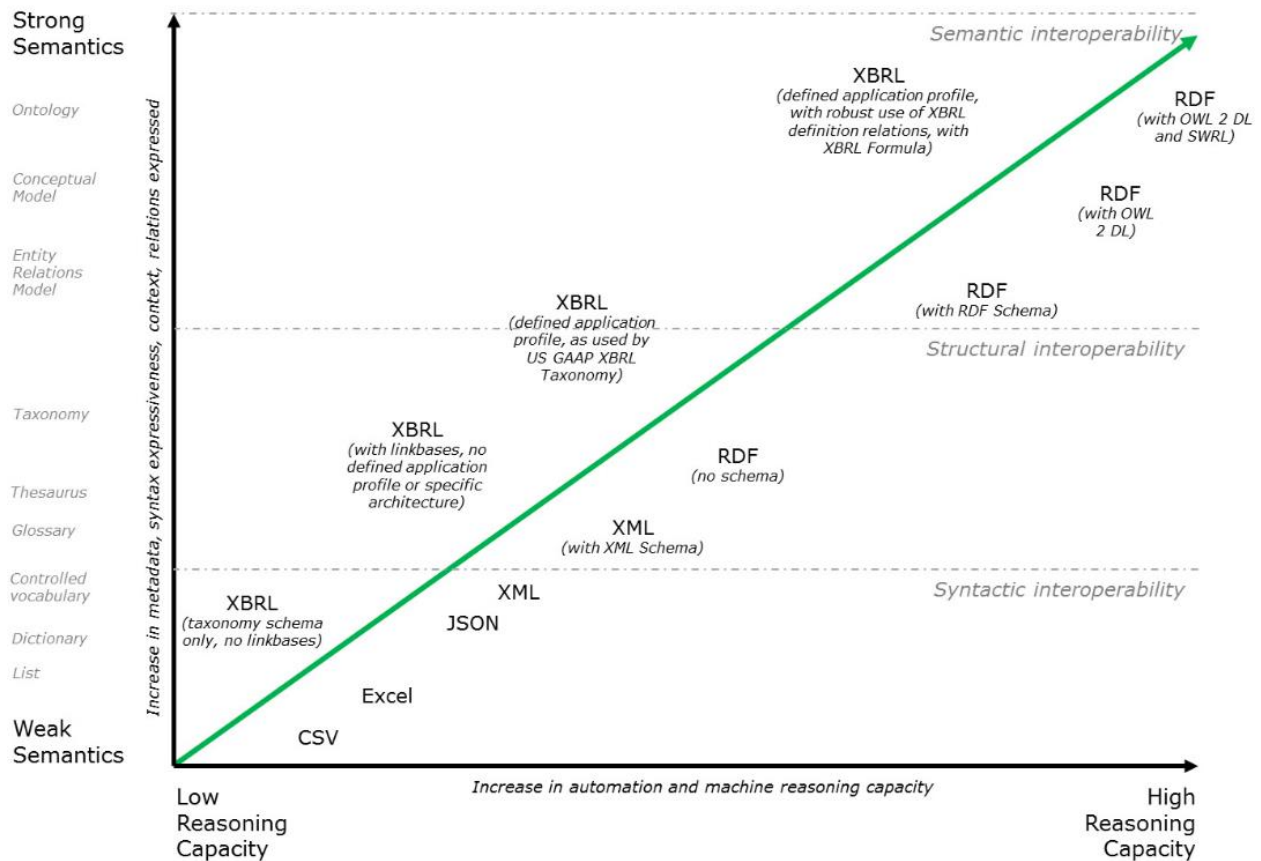 Strong
Semantics
Semantic interoperability
XBRL
(defined application profile,
with robust use of XBRL
definition relations, with
XBRL Formula)
RDF
(with OWL 2 DL
and SWRL)
Ontology
Conceptual
Model
RDF
(with OWL
2 DL)
Entity
Relations
Model
RDF
(with RDF Schema)
XBRL
(defined application
profile, as used by
US GAAP XBRL
Taxonomy)
Structural interoperability
Taxonomy
XBRL
(with linkbases, no
defined application
profile or specific
architecture)
RDF
(no schema)
Thesaurus
Glossary
XML
(with XML Schema)
Controlled
vocabulary
Syntactic interoperability
XBRL
(taxonomy schema
only, no linkbases)
XML
JSON
Dictionary
List
Excel
CSV
Weak
Semantics
Increase in metadata, syntax expressiveness, context, relations expressed
Increase in automation and machine reasoning capacity
Low
Reasoning
Capacity
High
Reasoning
Capacity